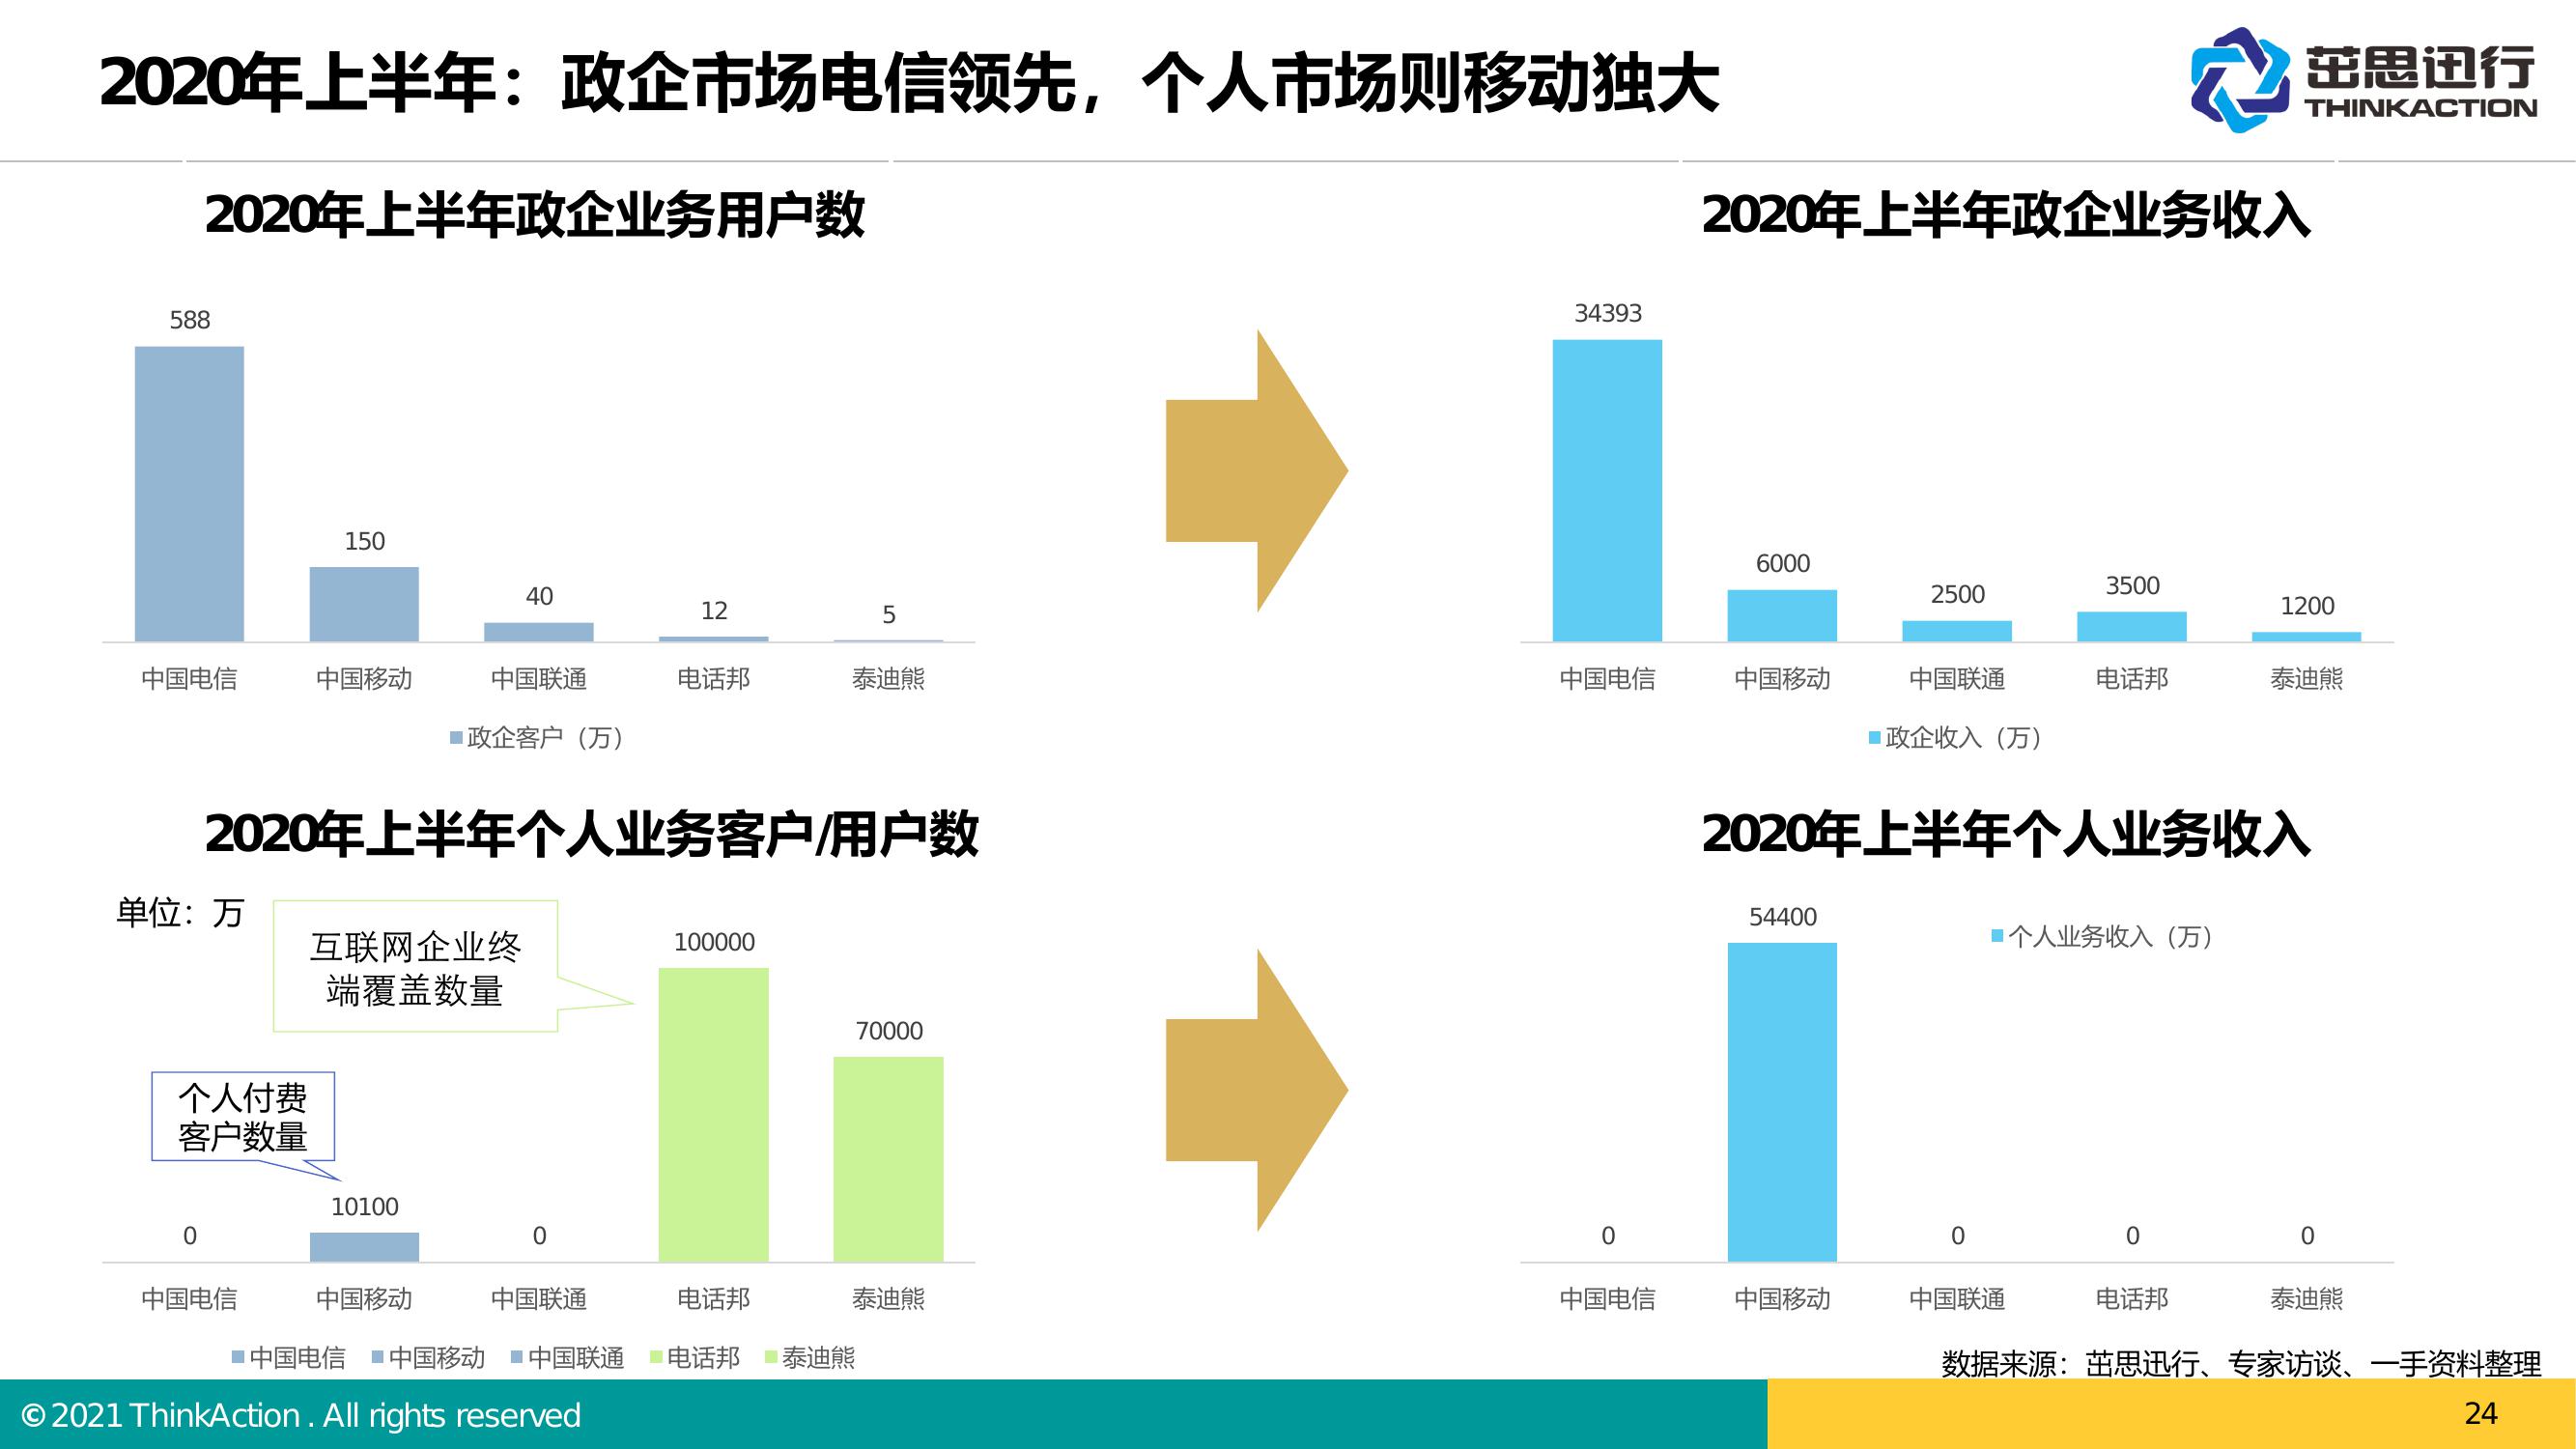 2020年上半年：政企市场电信领先，个人市场则移动独大
茁思迅行
THINKACTION
2020年上半年政企业务用户数
588
150
40
12
5
中国电信 中国移动 中国联通 电话邦 泰迪熊
政企客户（万）
2020年上半年政企业务收入
34393
6000
2500
3500
1200
中国电信 中国移动 中国联通 电话邦 泰迪熊
政企收入（万）
2020年上半年个人业务客户/用户数
单位：万
互联网企业终
端覆盖数量
个人付费
客户数量
0
10100
0
100000
70000
中国电信 中国移动 中国联通 电话邦 泰迪熊
中国电信 中国移动 中国联通 电话邦 泰迪熊
2020年上半年个人业务收入
个人业务收入（万）
0
54400
0
0
0
中国电信 中国移动 中国联通 电话邦 泰迪熊
数据来源：茁思迅行、专家访谈、一手资料整理
© 2021 ThinkAction . All rights reserved
24